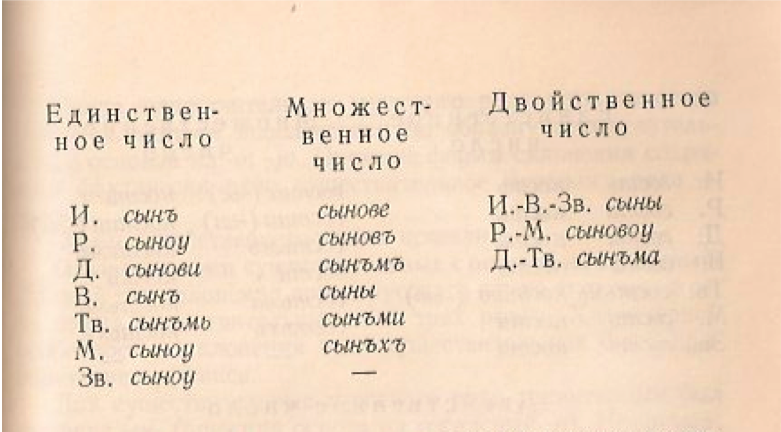 Единствен- Множест- Двойственное
ное число венное число
число
И. сынъ сынове И.-В.-Зв. сыны
Р. сыноу сыновъ Р.-М. сыновоу
Д. сынови сынъмъ Д.-Тв. сынъма
В. сынъ сыны
Тв. сынъмь сынъми
М. сыноу сынъхъ
Зв. сыноу —